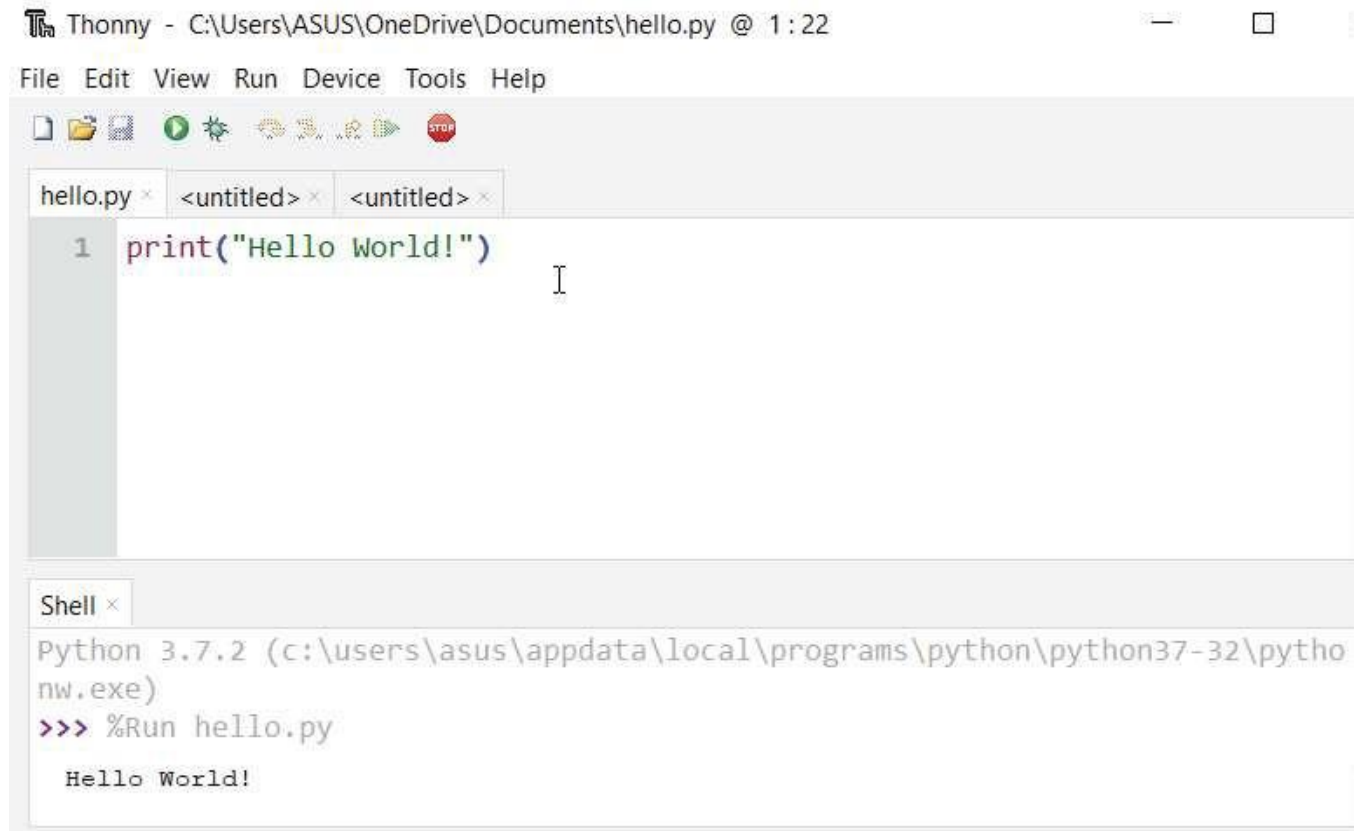 Thonny - C:\Users\ASUS\OneDrive\Documents\hello.py @ 1:22
File Edit View Run Device Tools Help
STOP
hello.py × <untitled> × <untitled> ×
1 print("Hello World!")
Shell ×
Python 3.7.2 (c:\users\asus\appdata\local\programs\python\python37-32\pytho
nw.exe)
>>> %Run hello.py
Hello World!